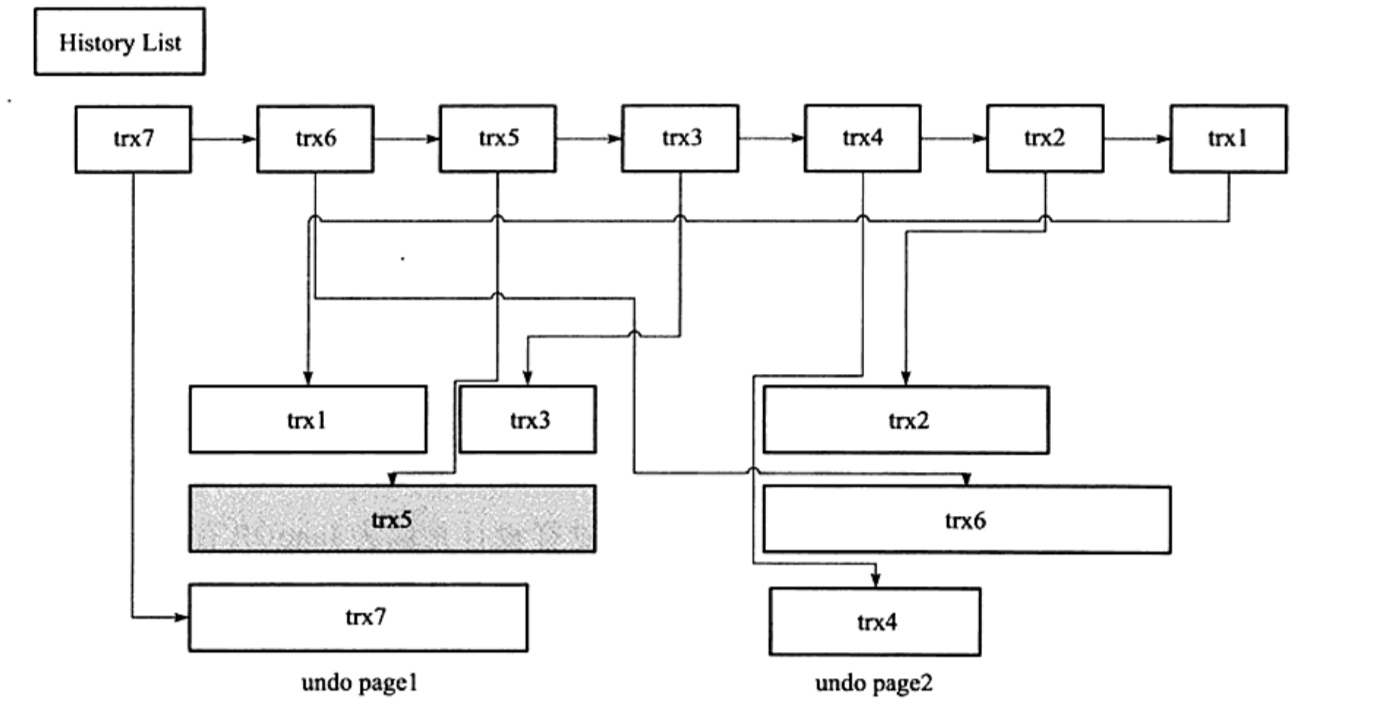 History List
trx7 trx6 trx5 trx3 trx4 trx2 trx1
trx1 trx3 trx2
trx5 trx6
trx7 trx4
undo page1 undo page2